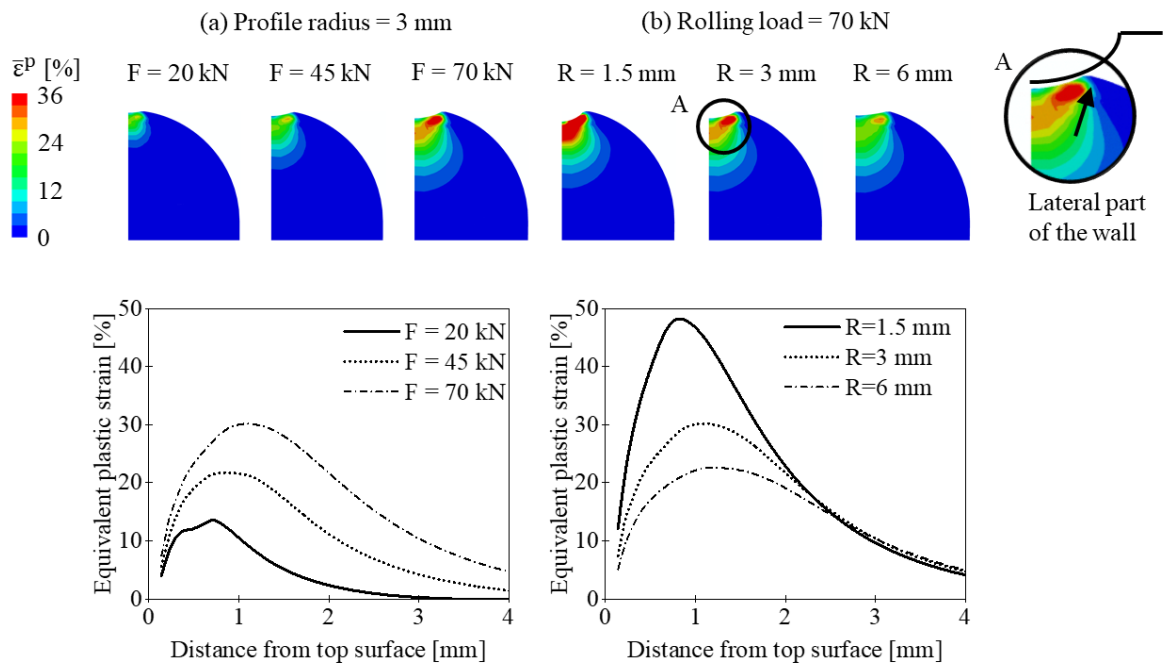 (a) Profile radius = 3 mm
(b) Rolling load = 70 kN
ε̄ᵖ [%]
F = 20 kN
F = 45 kN
F = 70 kN
R = 1.5 mm
R = 3 mm
R = 6 mm
A
A
36
24
12
0
Lateral part
of the wall
Equivalent plastic strain [%]
50
40
30
20
10
0
F = 20 kN
F = 45 kN
F = 70 kN
0
1
2
3
4
Distance from top surface [mm]
Equivalent plastic strain [%]
50
40
30
20
10
0
R=1.5 mm
R=3 mm
R=6 mm
0
1
2
3
4
Distance from top surface [mm]